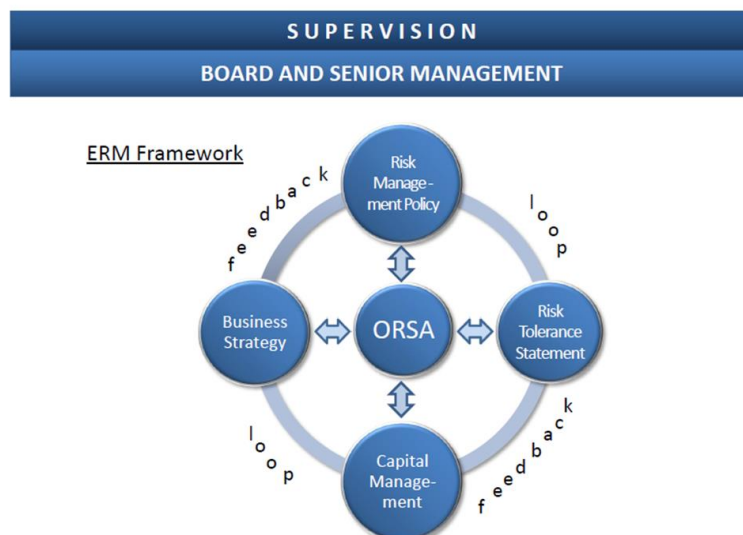 SUPERVISION
BOARD AND SENIOR MANAGEMENT
ERM Framework
Risk
Manage-
ment Policy
feedback
loop
Business
Strategy
ORSA
Risk
Tolerance
Statement
loop
feedback
Capital
Manage-
ment